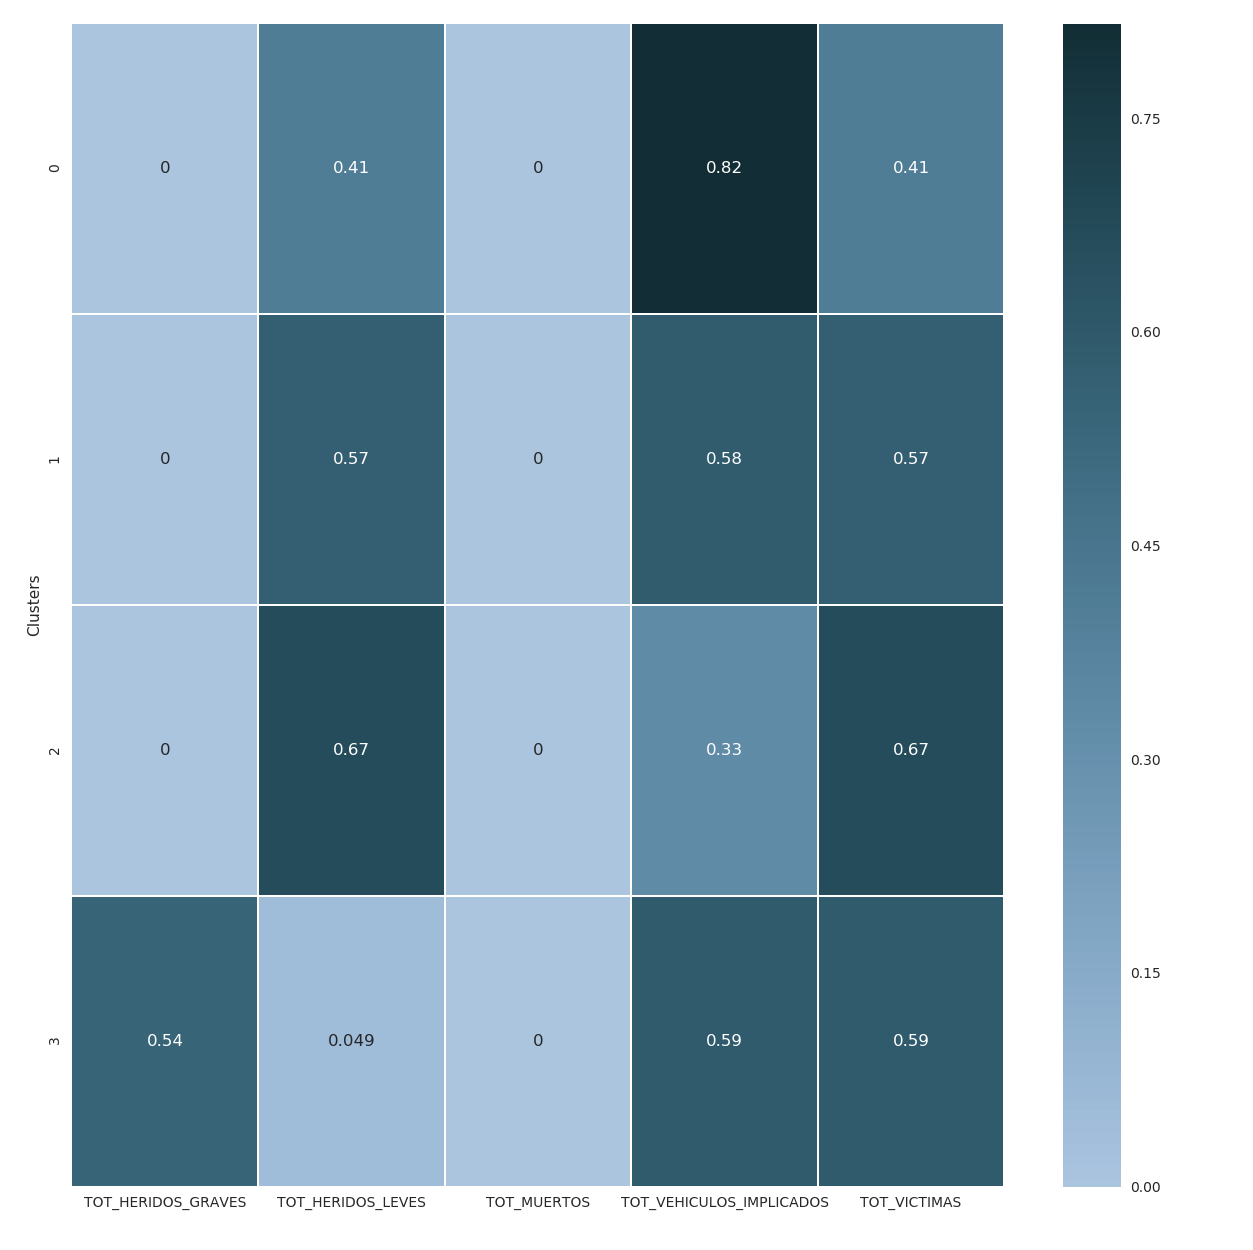 0 0.41 0 0.82 0.41
0 0.57 0 0.58 0.57
0 0.67 0 0.33 0.67
0.54 0.049 0 0.59 0.59
0
1
2
3
Clusters
TOT_HERIDOS_GRAVES TOT_HERIDOS_LEVES TOT_MUERTOS TOT_VEHICULOS_IMPLICADOS TOT_VICTIMAS
0.75
0.60
0.45
0.30
0.15
0.00